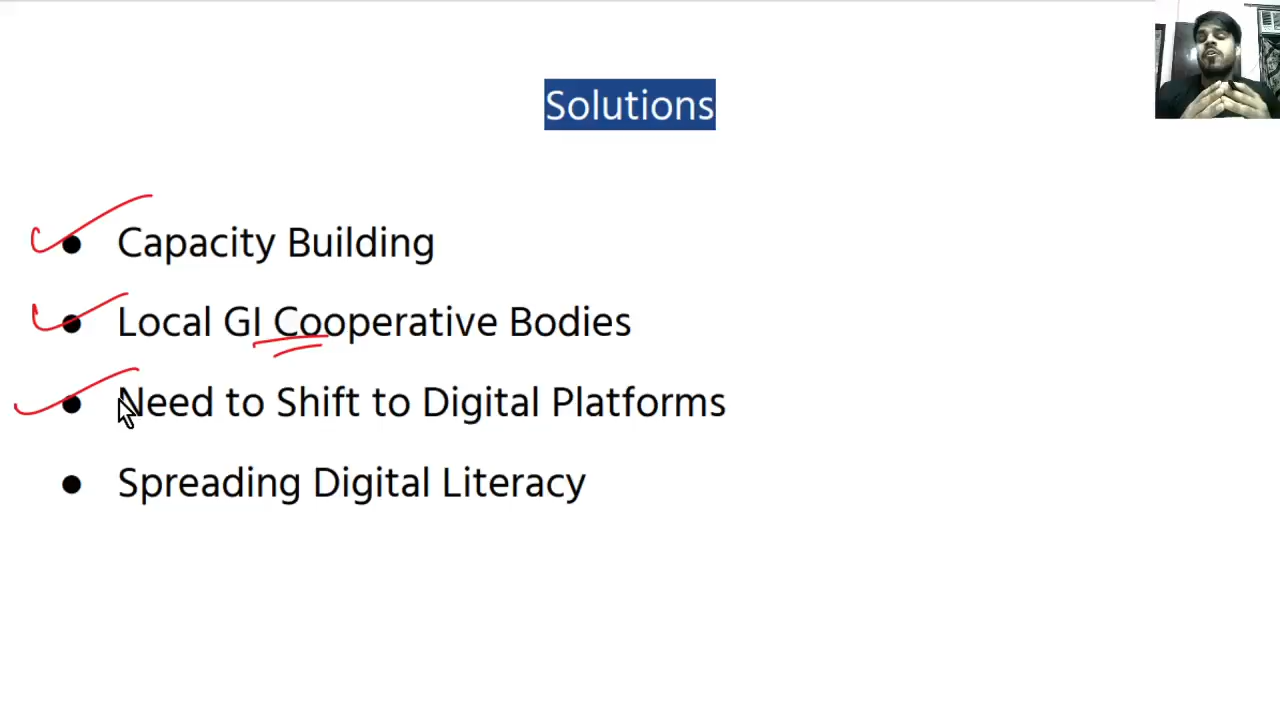 Solutions
● Capacity Building
● Local GI Cooperative Bodies
● Need to Shift to Digital Platforms
● Spreading Digital Literacy